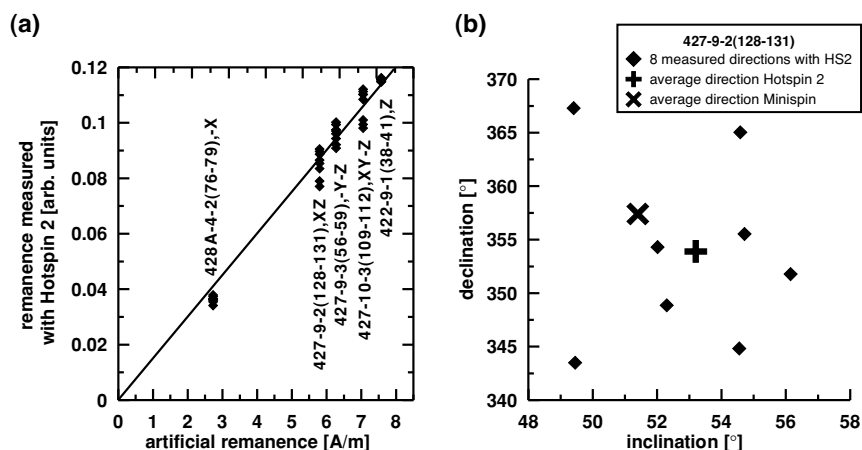 (a)
remanence measured
with Hotspin 2 [arb. units]
0.12
0.1
0.08
0.06
0.04
0.02
0
428A-4-2(76-79),-X
427-9-2(128-131),XZ
427-9-3(56-59),-Y-Z
427-10-3(109-112),XY-Z
422-9-1(38-41),Z
0 1 2 3 4 5 6 7 8
artificial remanence [A/m]
(b)
427-9-2(128-131)
8 measured directions with HS2
average direction Hotspin 2
average direction Minispin
declination [°]
370
365
360
355
350
345
340
48 50 52 54 56 58
inclination [°]